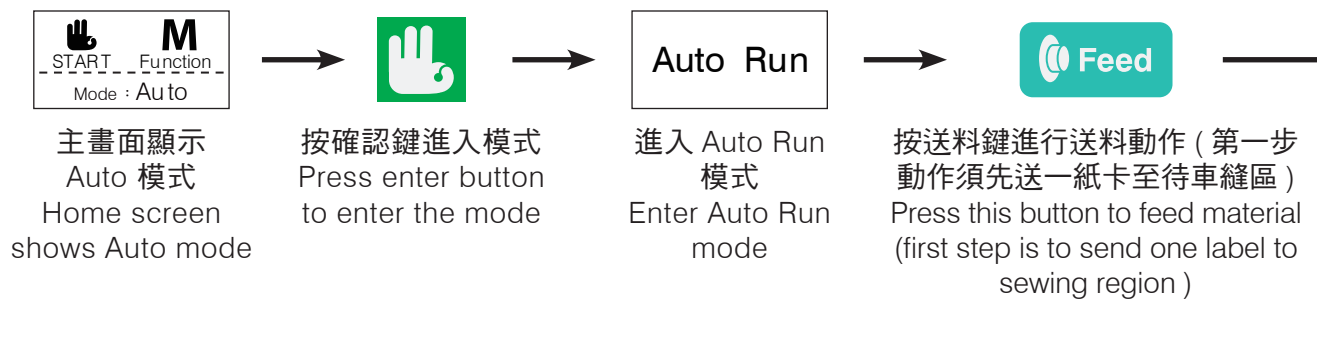 M
START Function
Mode：Auto
主畫面顯示
Auto 模式
Home screen
shows Auto mode
按確認鍵進入模式
Press enter button
to enter the mode
Auto Run
進入 Auto Run
模式
Enter Auto Run
mode
Feed
按送料鍵進行送料動作 ( 第一步
動作須先送一紙卡至待車縫區 )
Press this button to feed material
(first step is to send one label to
sewing region )